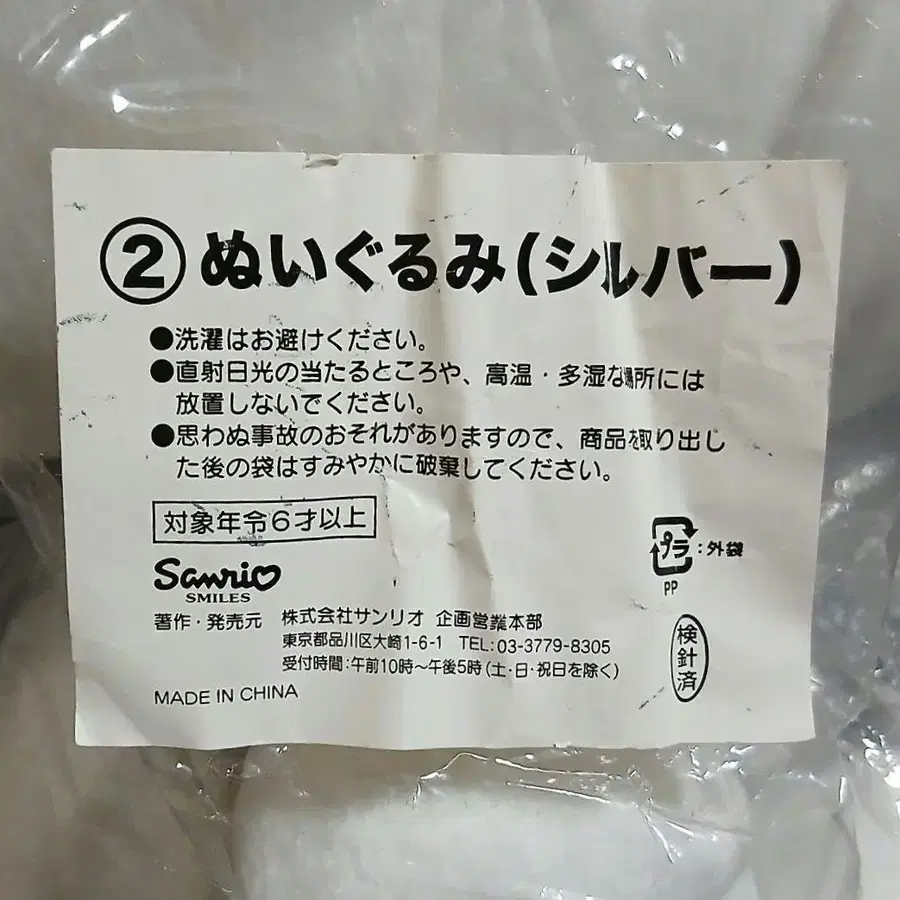 ②ぬいぐるみ(シルバー)
●洗濯はお避けください。
●直射日光の当たるところや、高温・多湿な場所には
放置しないでください。
●思わぬ事故のおそれがありますので、商品を取り出し
た後の袋はすみやかに破棄してください。
対象年令6才以上
プラ:外袋
PP
Sanrio
SMILES
著作・発売元 株式会社サンリオ 企画営業本部
東京都品川区大崎1-6-1 TEL:03-3779-8305
受付時間:午前10時〜午後5時(土・日・祝日を除く)
検針済
MADE IN CHINA